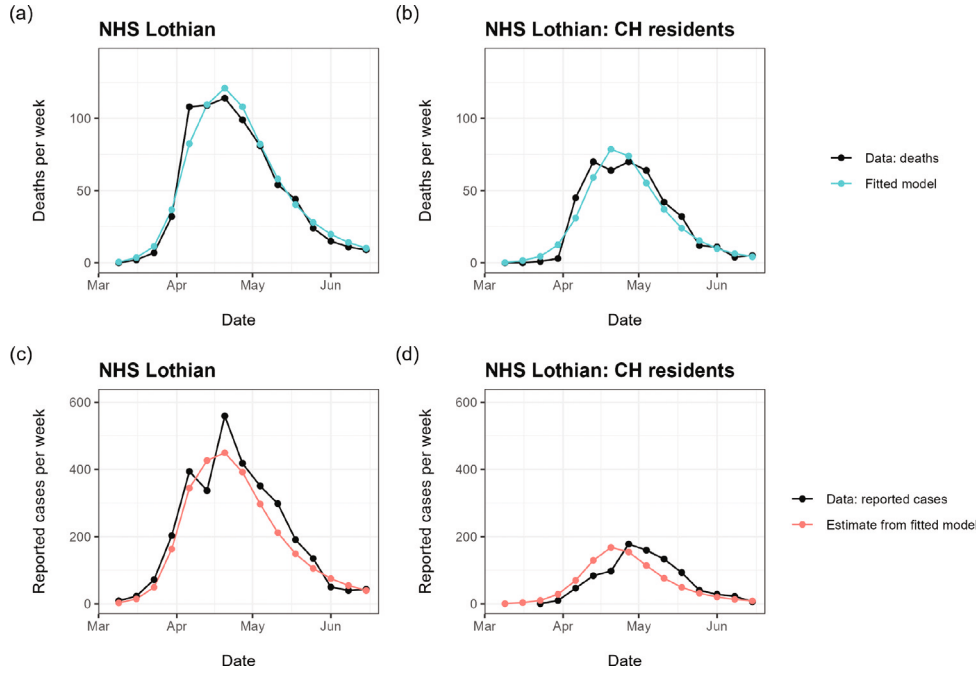 (a)
NHS Lothian
Deaths per week
100
50
0
Mar Apr May Jun
Date
(b)
NHS Lothian: CH residents
Deaths per week
100
50
0
Mar Apr May Jun
Date
Data: deaths
Fitted model
(c)
NHS Lothian
Reported cases per week
600
400
200
0
Mar Apr May Jun
Date
(d)
NHS Lothian: CH residents
Reported cases per week
600
400
200
0
Mar Apr May Jun
Date
Data: reported cases
Estimate from fitted model